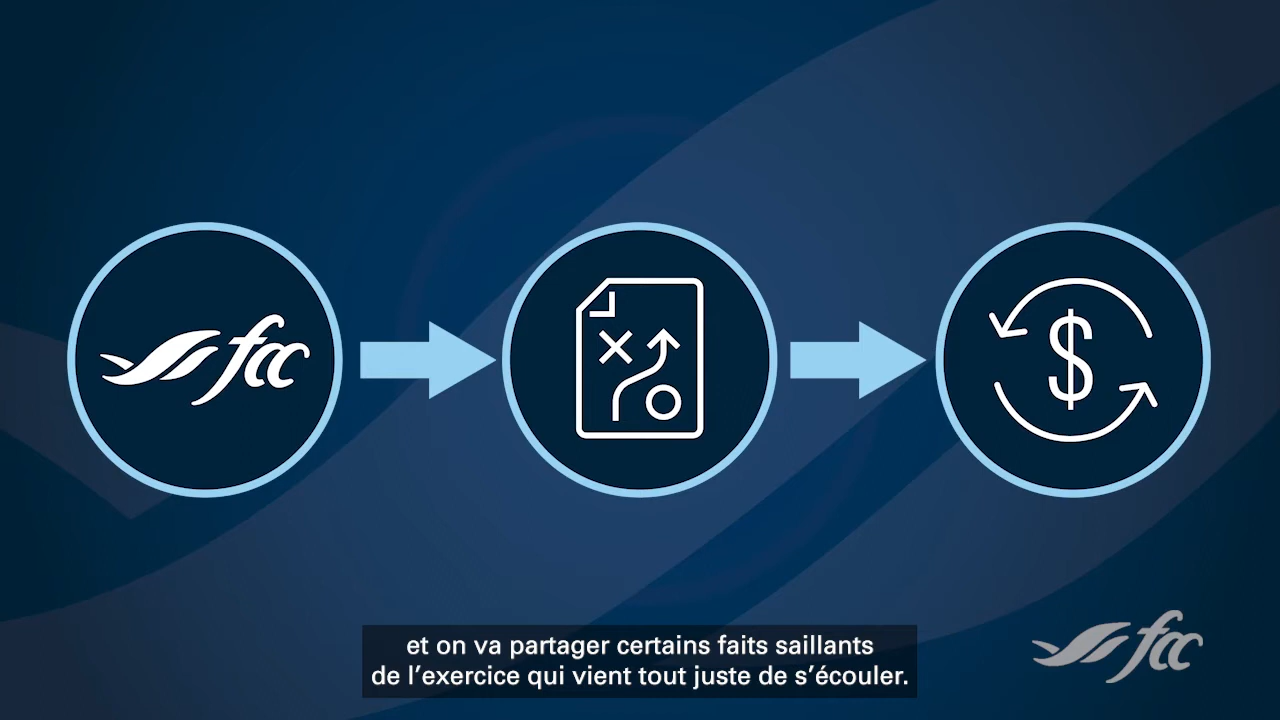 fcc
$
et on va partager certains faits saillants
de l’exercice qui vient tout juste de s’écouler.
fcc